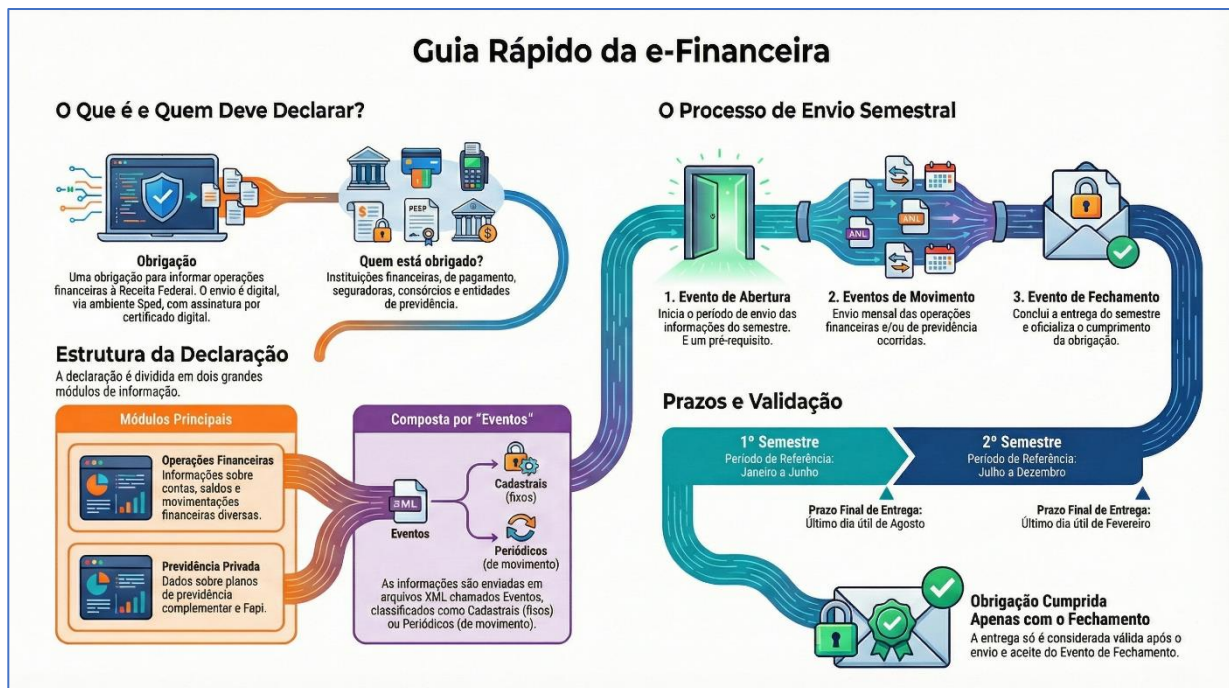 Guia Rápido da e-Financeira
O Que é e Quem Deve Declarar?
PESP
Obrigação
Uma obrigação para informar operações
financeiras à Receita Federal. O envio é digital,
via ambiente Sped, com assinatura por
certificado digital.
Quem está obrigado?
Instituições financeiras, de pagamento,
seguradoras, consórcios e entidades
de previdência.
Estrutura da Declaração
A declaração é dividida em dois grandes
módulos de informação.
Módulos Principais
Operações Financeiras
Informações sobre
contas, saldos e
movimentações
financeiras diversas.
Previdência Privada
Dados sobre planos
de previdência
complementar e Fapi.
Composta por "Eventos"
ЗML
Eventos
Cadastrais
(fixos)
Periódicos
(de movimento)
As informações são enviadas em
arquivos XML chamados Eventos,
classificados como Cadastrais (fisos)
ou Periódicos (de movimento).
O Processo de Envio Semestral
ANL
ANL
1. Evento de Abertura
Inicia o período de envio das
informações do semestre.
E um pré-requisito.
2. Eventos de Movimento
Envio mensal das operações
financeiras e/ou de previdência
ocorridas.
3. Evento de Fechamento
Conclui a entrega do semestre
e oficializa o cumprimento
da obrigação.
Prazos e Validação
1º Semestre
Período de Referência:
Janeiro a Junho
2º Semestre
Período de Referência:
Julho a Dezembro
Prazo Final de Entrega:
Último dia útil de Agosto
Prazo Final de Entrega:
Último dia útil de Fevereiro
Obrigação Cumprida
Apenas com o Fechamento
A entrega só é considerada válida após o
envio e aceite do Evento de Fechamento.